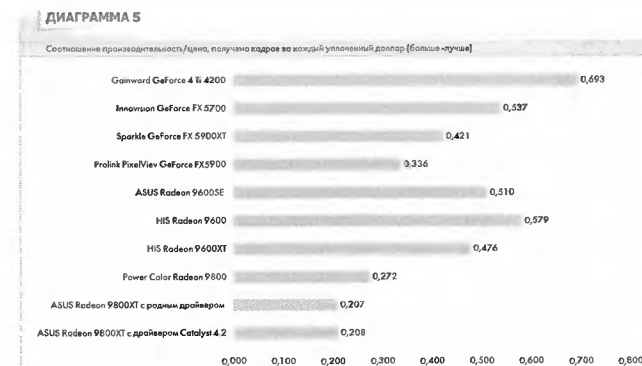 ДИАГРАММА 5
Соотношение производительность/цена, получено кадров за каждый уплоченный доллар (больше -лучше)
Gainward GeForce 4 Ti 4200 0,693
Innovision GeForce FX 5700 0,537
Sparkle GeForce FX 5900XT 0,421
Prolink PixelViev GeForce FX5900 0,336
ASUS Radeon 9600SE 0,510
HIS Radeon 9600 0,579
HIS Radeon 9600XT 0,476
Power Color Radeon 9800 0,272
ASUS Radeon 9800XT с родным драйвером 0,207
ASUS Radeon 9800XT с драйвером Catalyst 4.2 0,208
0,000 0,100 0,200 0,300 0,400 0,500 0,600 0,700 0,800